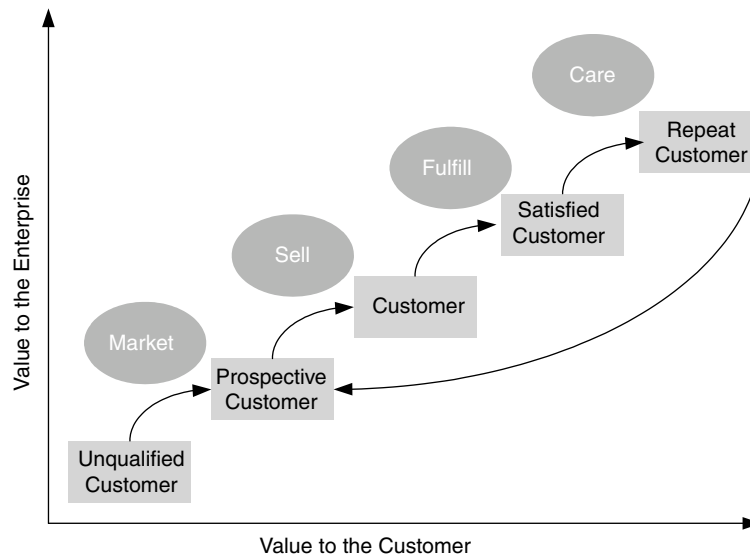 Care
Repeat
Customer
Fulfill
Satisfied
Customer
Sell
Customer
Market
Prospective
Customer
Unqualified
Customer
Value to the Enterprise
Value to the Customer